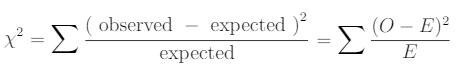 χ² = ∑ ( observed − expected )² / expected = ∑ (O − E)² / E